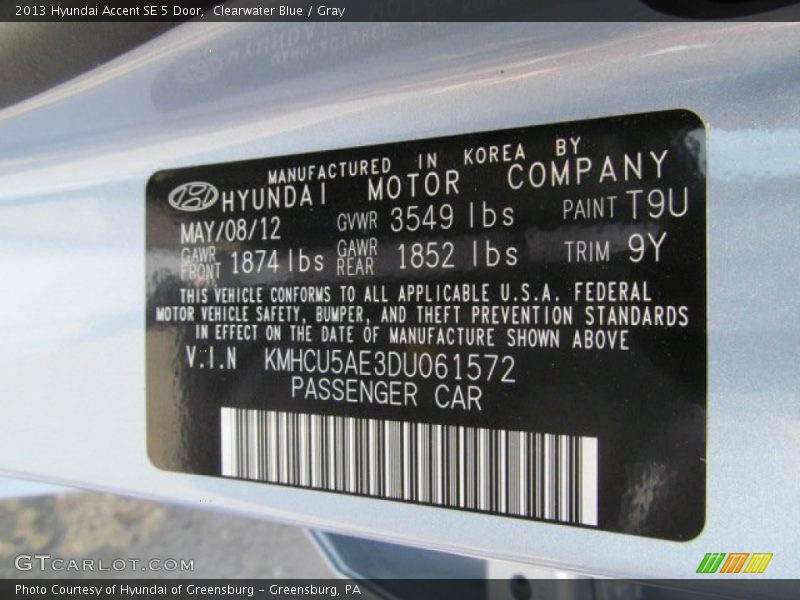 2013 Hyundai Accent SE 5 Door, Clearwater Blue / Gray
MANUFACTURED IN KOREA BY
HYUNDAI MOTOR COMPANY
MAY/08/12 GVWR 3549 lbs PAINT T9U
GAWR FRONT 1874 lbs GAWR REAR 1852 lbs TRIM 9Y
THIS VEHICLE CONFORMS TO ALL APPLICABLE U.S.A. FEDERAL
MOTOR VEHICLE SAFETY, BUMPER, AND THEFT PREVENTION STANDARDS
IN EFFECT ON THE DATE OF MANUFACTURE SHOWN ABOVE
V.I.N KMHCU5AE3DU061572
PASSENGER CAR
GTCARLOT.COM
Photo Courtesy of Hyundai of Greensburg - Greensburg, PA